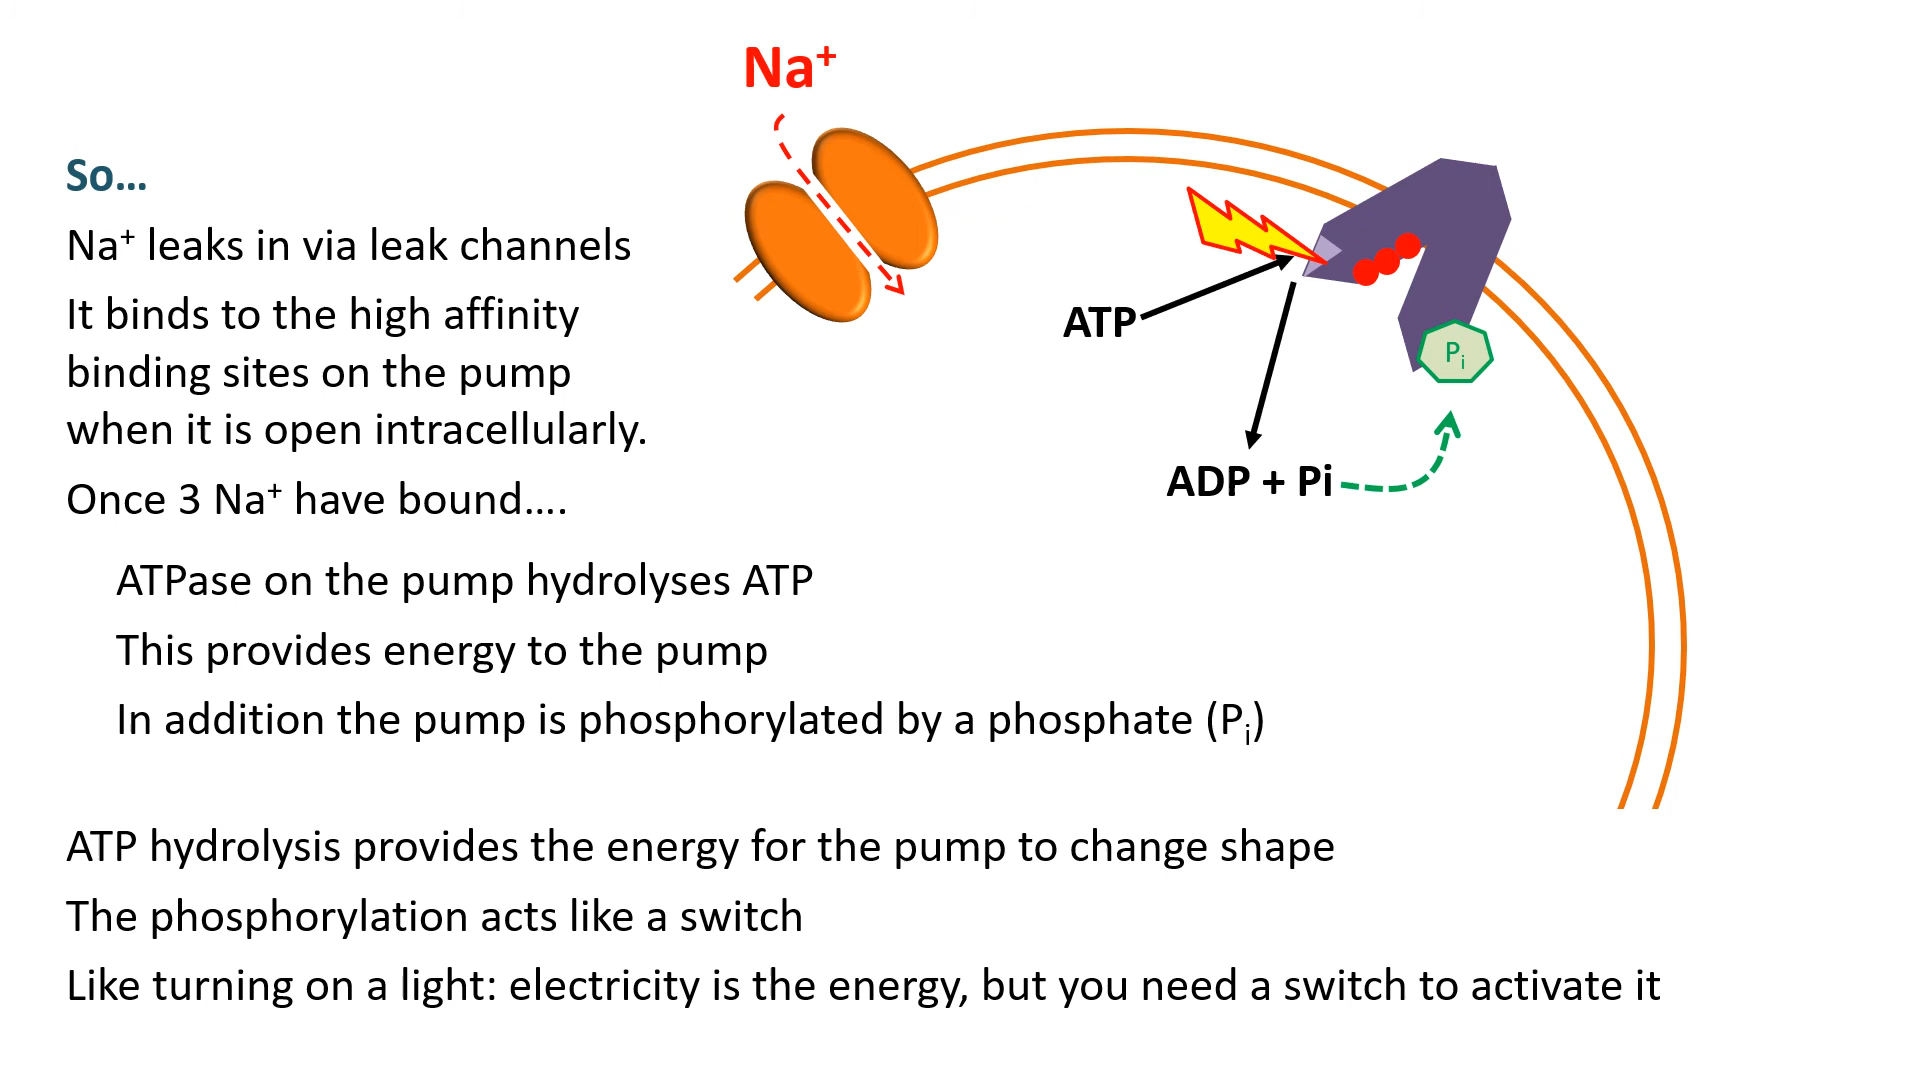 Na⁺
So...
Na⁺ leaks in via leak channels
It binds to the high affinity
binding sites on the pump
when it is open intracellularly.
Once 3 Na⁺ have bound....
ATP
Pᵢ
ADP + Pi
ATPase on the pump hydrolyses ATP
This provides energy to the pump
In addition the pump is phosphorylated by a phosphate (Pᵢ)
ATP hydrolysis provides the energy for the pump to change shape
The phosphorylation acts like a switch
Like turning on a light: electricity is the energy, but you need a switch to activate it